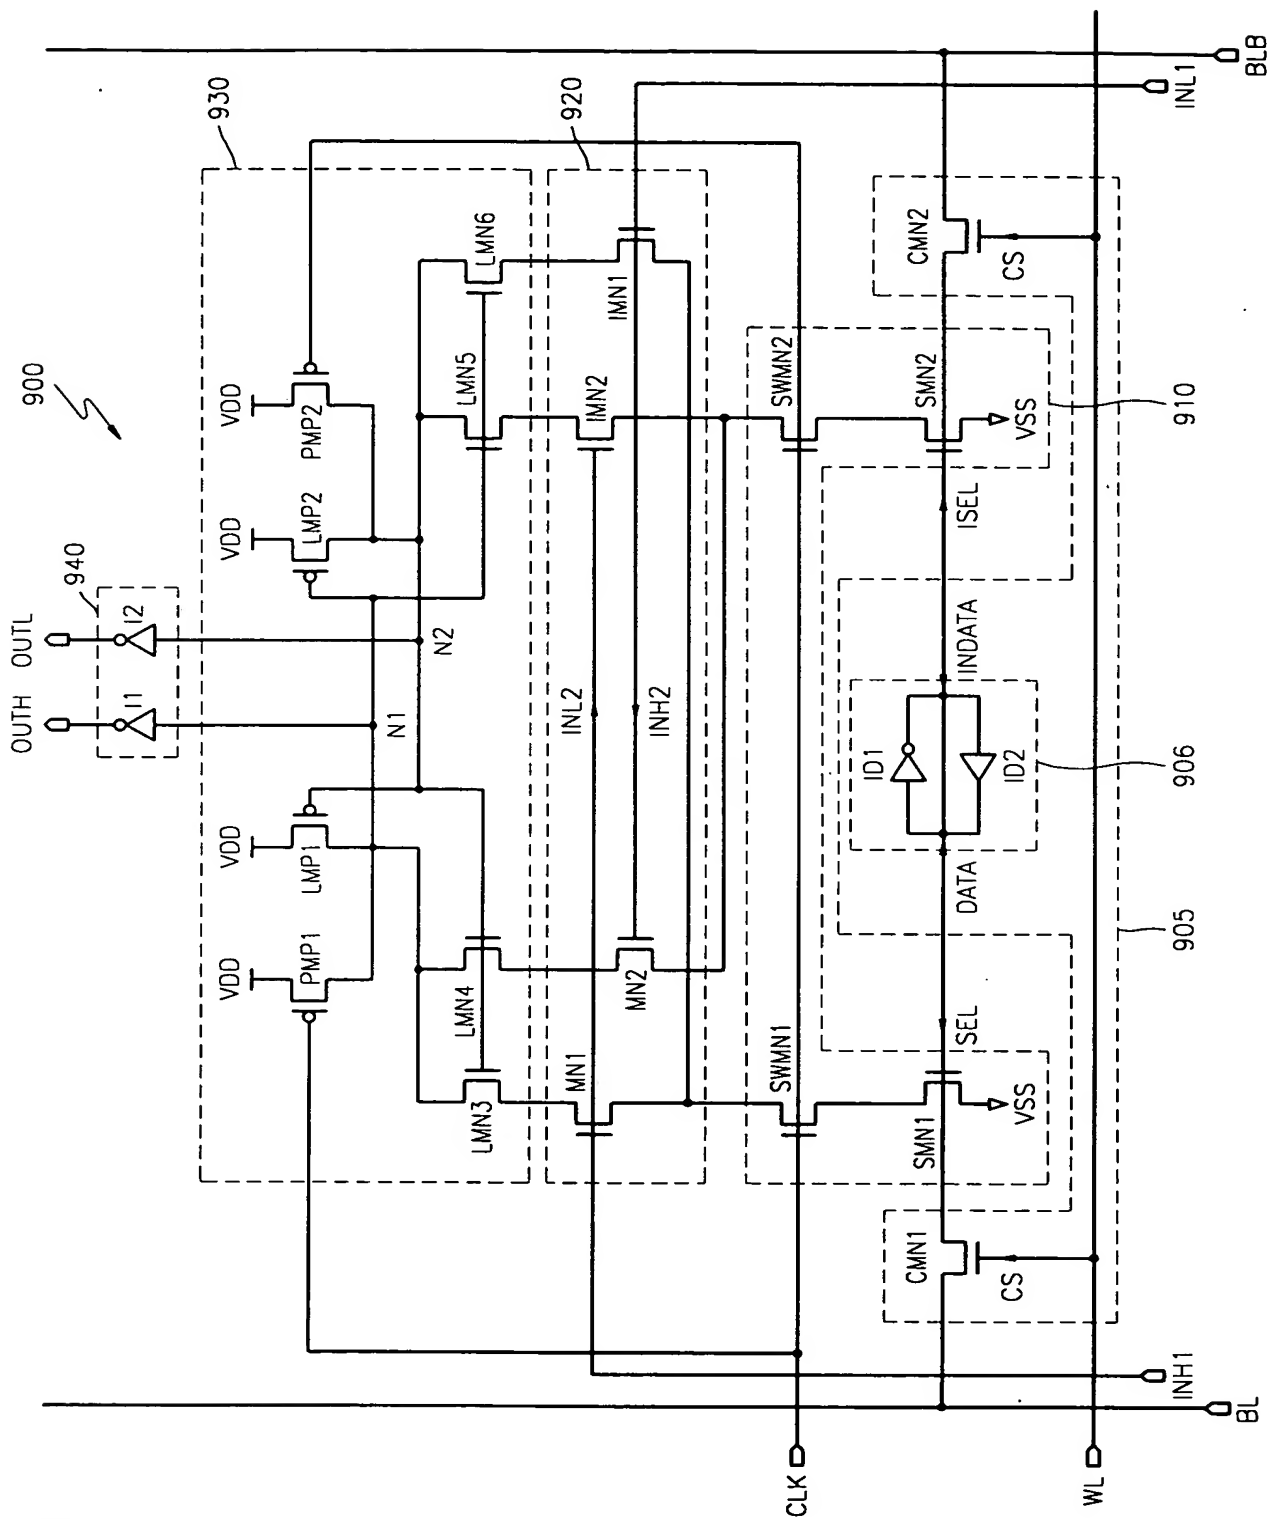 900
OUTH
OUTL
940
I1
I2
930
VDD
VDD
VDD
VDD
PMP1
LMP1
LMP2
PMP2
N1
N2
LMN3
LMN4
LMN5
LMN6
920
MN1
MN2
INL2
INH2
IMN2
IMN1
CLK
SWMN1
SWMN2
SMN1
SMN2
VSS
VSS
910
SEL
DATA
INDATA
ISEL
ID1
ID2
906
CMN1
CMN2
CS
CS
905
WL
BL
INH1
INL1
BLB